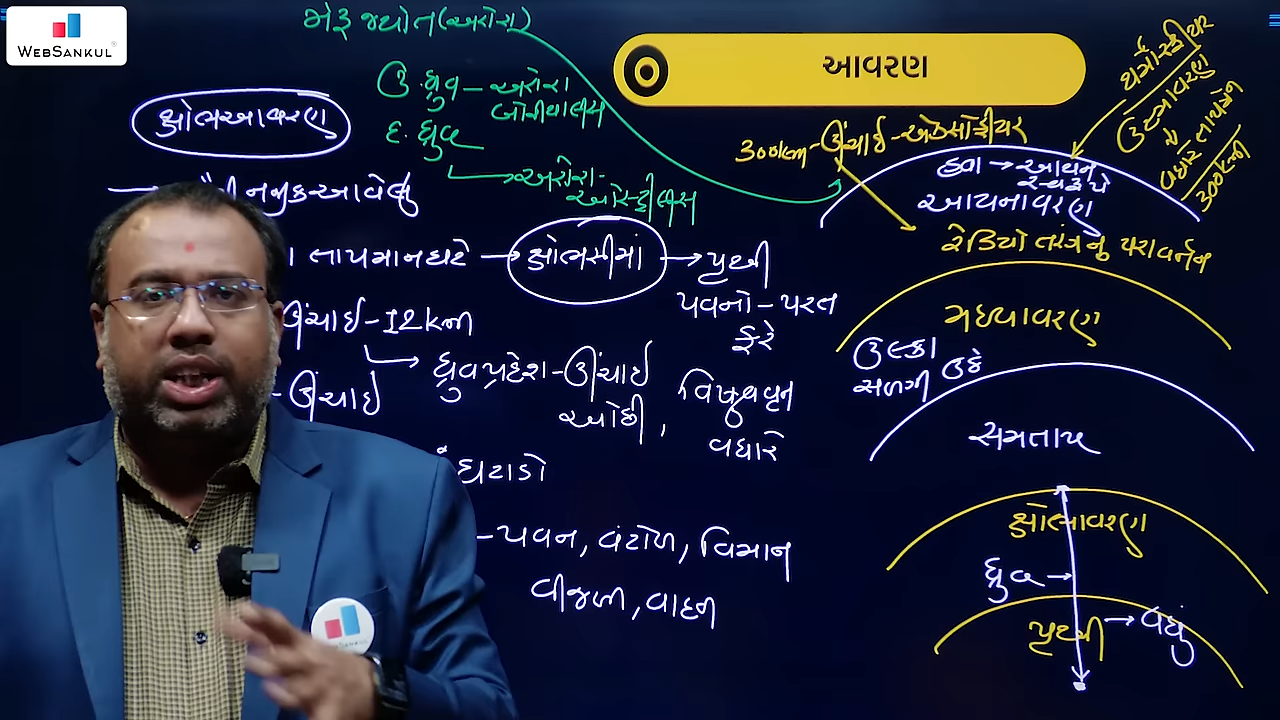 WEBSANKUL
આવરણ
મેરૂ જ્યોત (અરોરા)
ઉ. ધ્રુવ – અરોરા
બોરીયાલીસ
દ. ધ્રુવ
→ અરોરા-
ઓસ્ટ્રીલીસ
ક્ષોભઆવરણ
નજીક આવેલું
તાપમાન ઘટે → ક્ષોભસીમાં → પૃથ્વી
પવનો – પરત
ફરે
ઊંચાઇ – 12 km
→ ધ્રુવપ્રદેશ – ઊંચાઇ
ઓછી,
વિષુવવૃત
વધારે
ઊંચાઇ
ઘટાડો
– પવન, વંટોળ, વિમાન
વીજળી, વાદળ
થર્મોસ્ફીયર
ઉષ્માવરણ
વધારે તાપમાન
300km
300km – ઊંચાઇ – એક્સોસ્ફીયર
હવા → આયન
સ્વરૂપે
આયનાવરણ
રેડિયો તરંગનું પરાવર્તન
મધ્યાવરણ
ઉલ્કા
સળગી ઉઠે
સમતાપ
ક્ષોભાવરણ
ધ્રુવ →
પૃથ્વી → વધુ